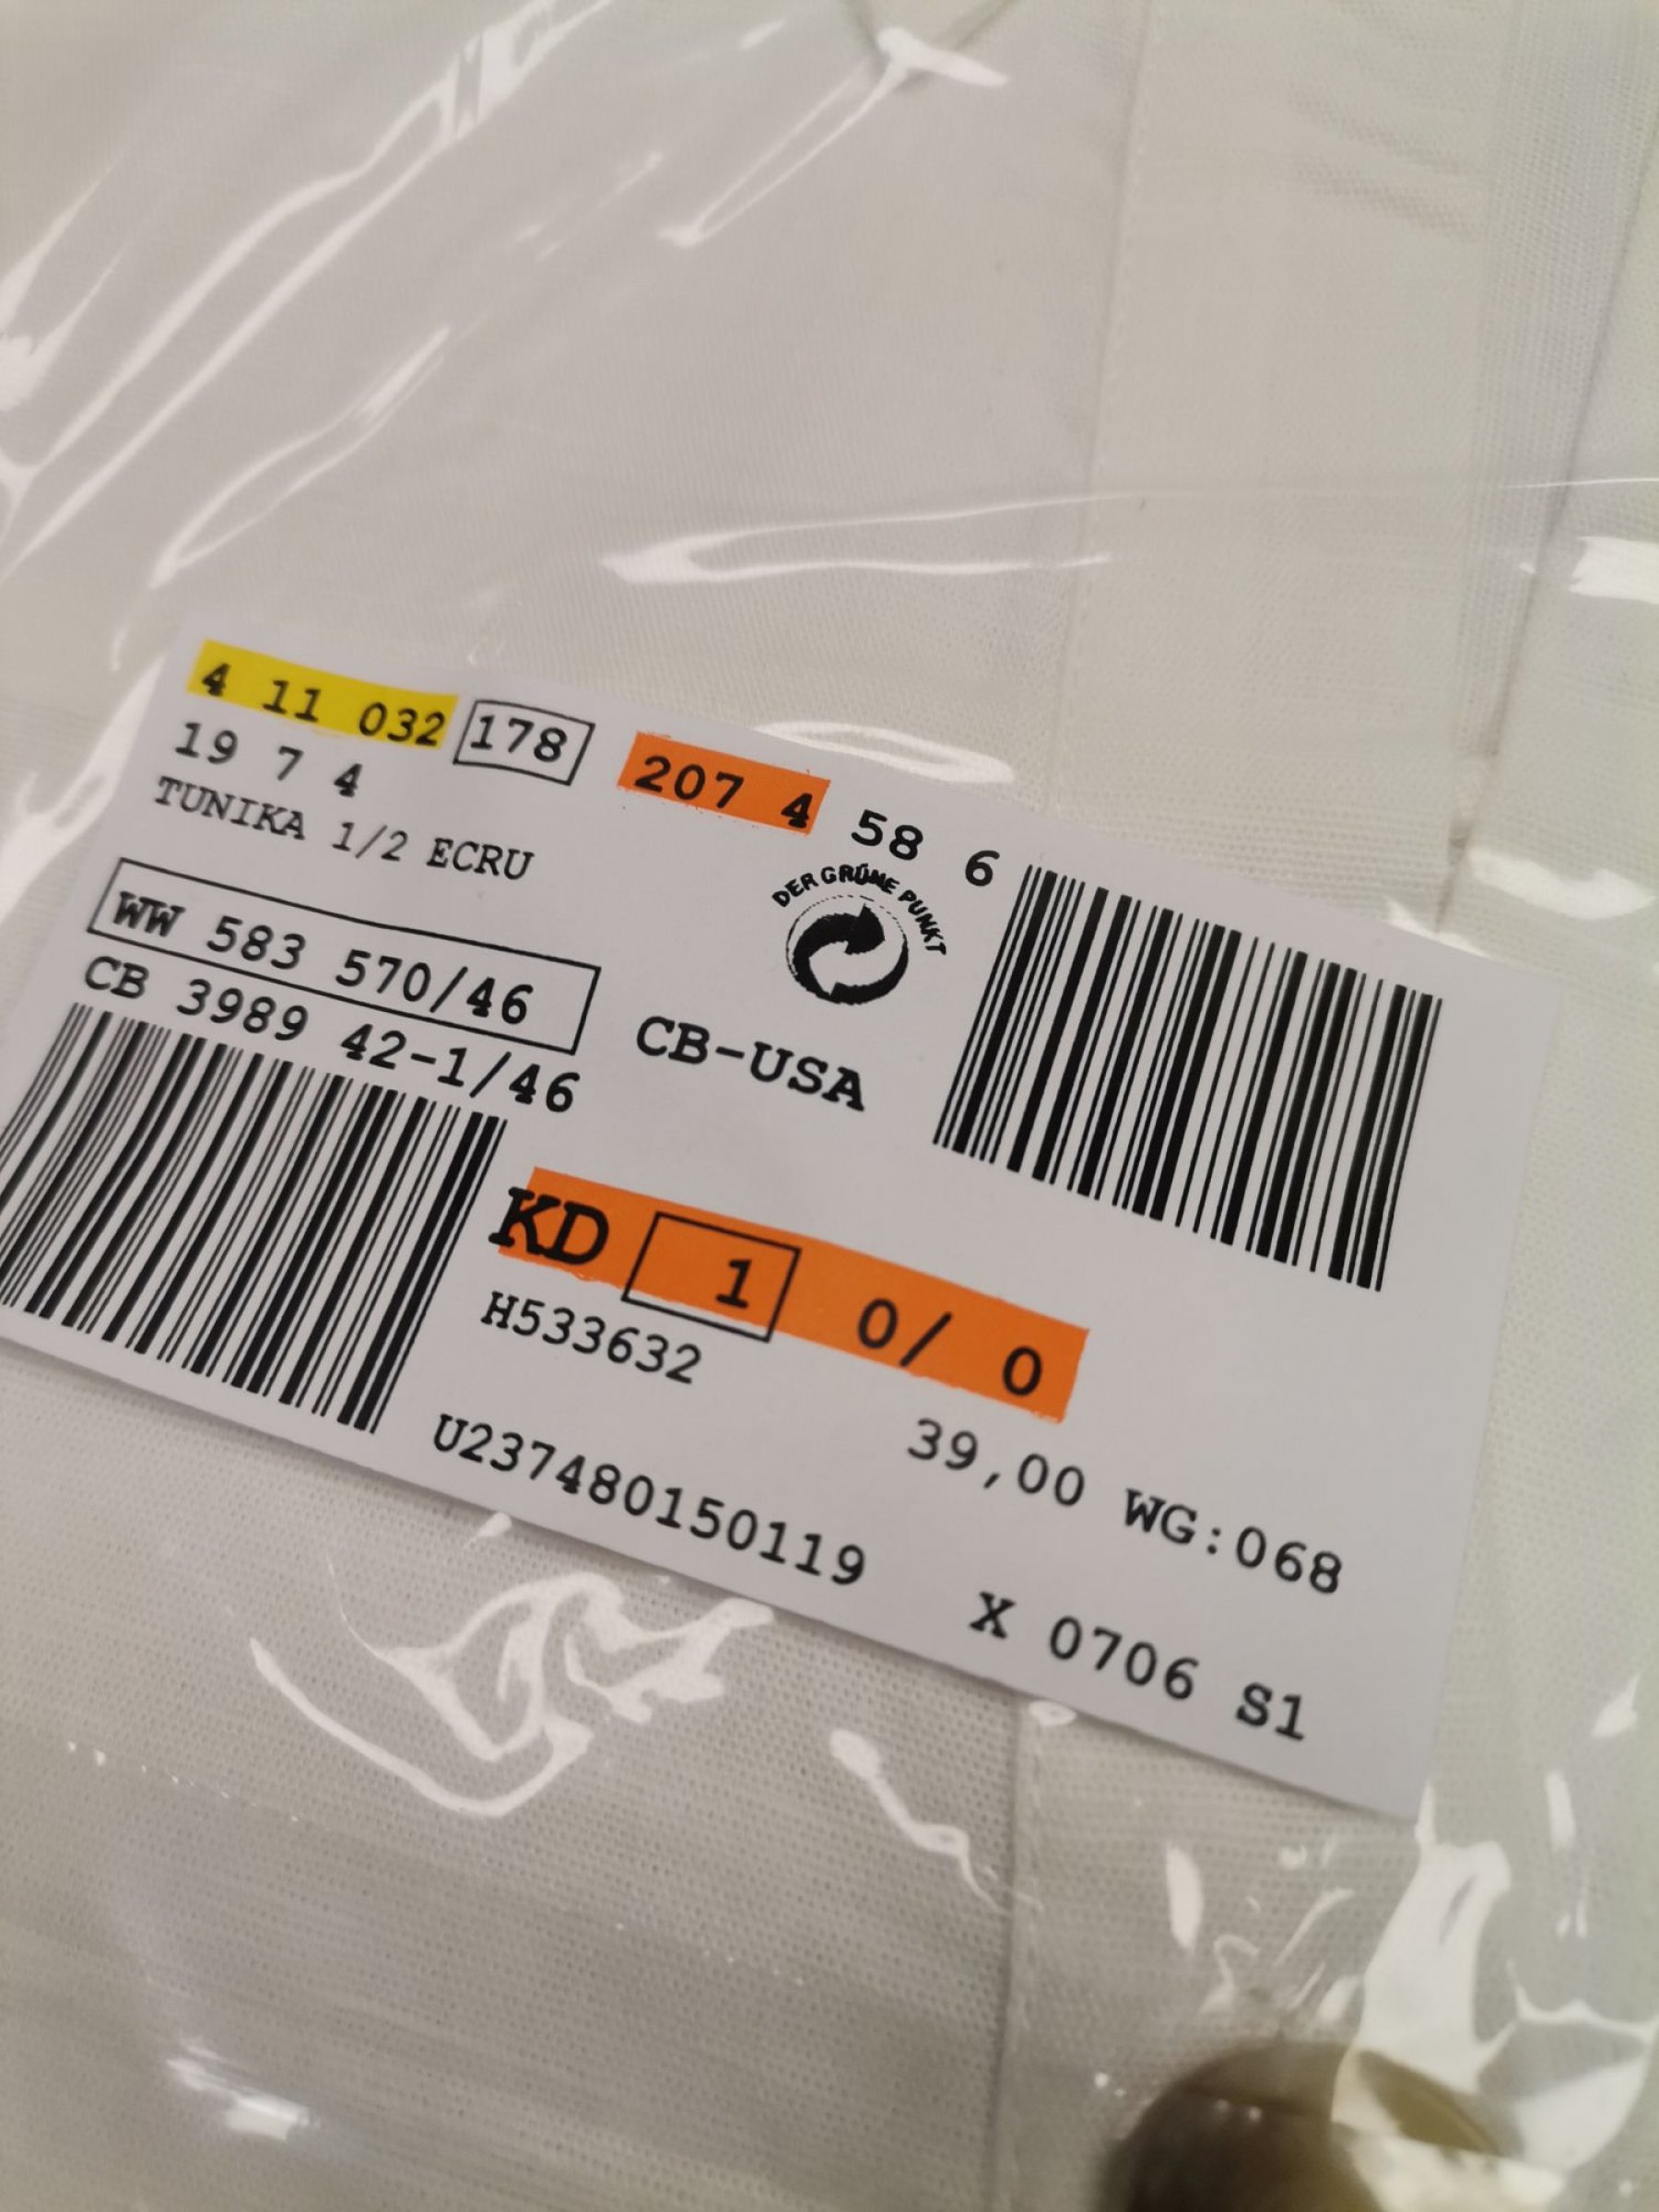 4 11 032 178 207 4 58 6
19 7 4
TUNIKA 1/2 ECRU
DER GRÜNE PUNKT
WW 583 570/46
CB 3989 42-1/46
CB-USA
KD 1 0/ 0
H533632
39,00 WG:068
U237480150119
X 0706 S1